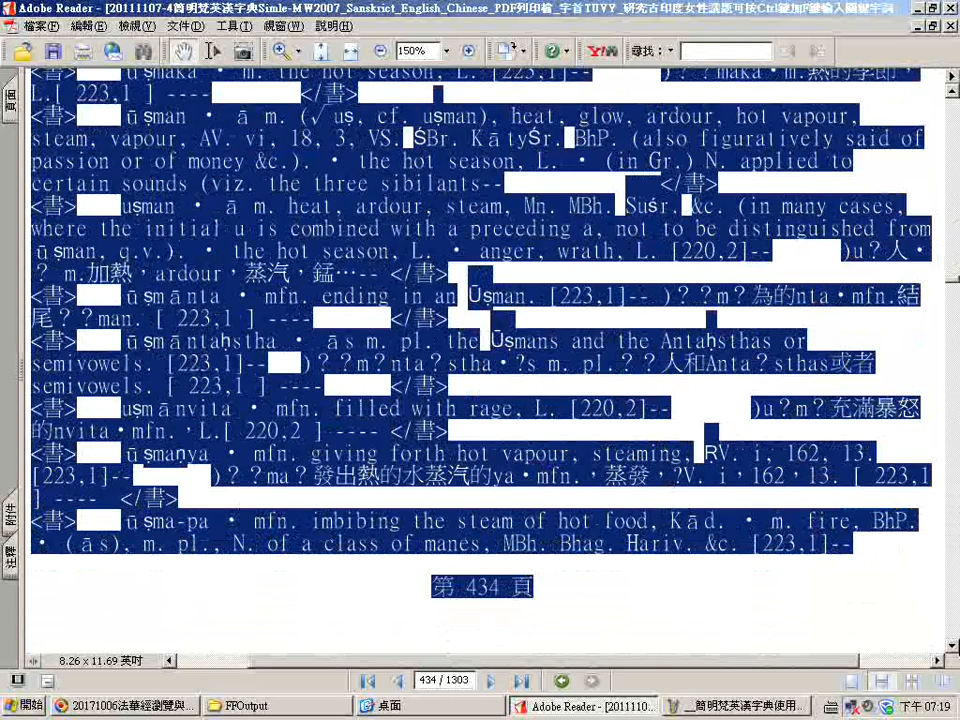 Adobe Reader - [20111107-4簡明梵英漢字典Simle-MW2007_Sanskrict_English_Chinese_PDF列印檔_字首TUVY_研究古印度女性議題可按Ctrl鍵加F鍵輸入關鍵字詞
檔案(F) 編輯(E) 檢視(V) 文件(D) 工具(T) 視窗(W) 說明(H)
150% Y! 尋找：
頁面
<書> ūṣmaka • m. the hot season, L. [223,1]-- )？？maka•m.熱的季節，
L.[ 223,1 ] ---- </書>
<書> ūṣman • ā m. (√ uṣ, cf. uṣman), heat, glow, ardour, hot vapour,
steam, vapour, AV. vi, 18, 3, VS. ŚBr. KātyŚr. BhP. (also figuratively said of
passion or of money &c.). • the hot season, L. • (in Gr.) N. applied to
certain sounds (viz. the three sibilants-- </書>
<書> uṣman • ā m. heat, ardour, steam, Mn. MBh. Suśr. &c. (in many cases,
where the initial u is combined with a preceding a, not to be distinguished from
ūṣman, q.v.). • the hot season, L. • anger, wrath, L. [220,2]-- )u？人•
？ m.加熱，ardour，蒸汽，錳…-- </書>
<書> ūṣmānta • mfn. ending in an Ūṣman. [223,1]-- )？？m？為的nta•mfn.結
尾？？man. [ 223,1 ] ---- </書>
<書> ūṣmāntaḥstha • ās m. pl. the Ūṣmans and the Antaḥsthas or
semivowels. [223,1]-- )？？m？nta？stha•?s m. pl.？？人和Anta？sthas或者
semivowels. [ 223,1 ] ---- </書>
<書> uṣmānvita • mfn. filled with rage, L. [220,2]-- )u？m？充滿暴怒
的nvita•mfn.，L.[ 220,2 ]----- </書>
<書> ūṣmaṇya • mfn. giving forth hot vapour, steaming, RV. i, 162, 13.
[223,1]-- )？？ma？發出熱的水蒸汽的ya•mfn.，蒸發，?V. i，162，13. [ 223,1
] ---- </書>
<書> ūṣma-pa • mfn. imbibing the steam of hot food, Kād. • m. fire, BhP.
• (ās), m. pl., N. of a class of manes, MBh. Bhag. Hariv. &c. [223,1]--
附件
註釋
第 434 頁
8.26 x 11.69 英吋
434 / 1303
開始 20171006法華經瀏覽與... FFOutput 桌面 Adobe Reader - [2011110... __簡明梵英漢字典使用... 下午 07:19